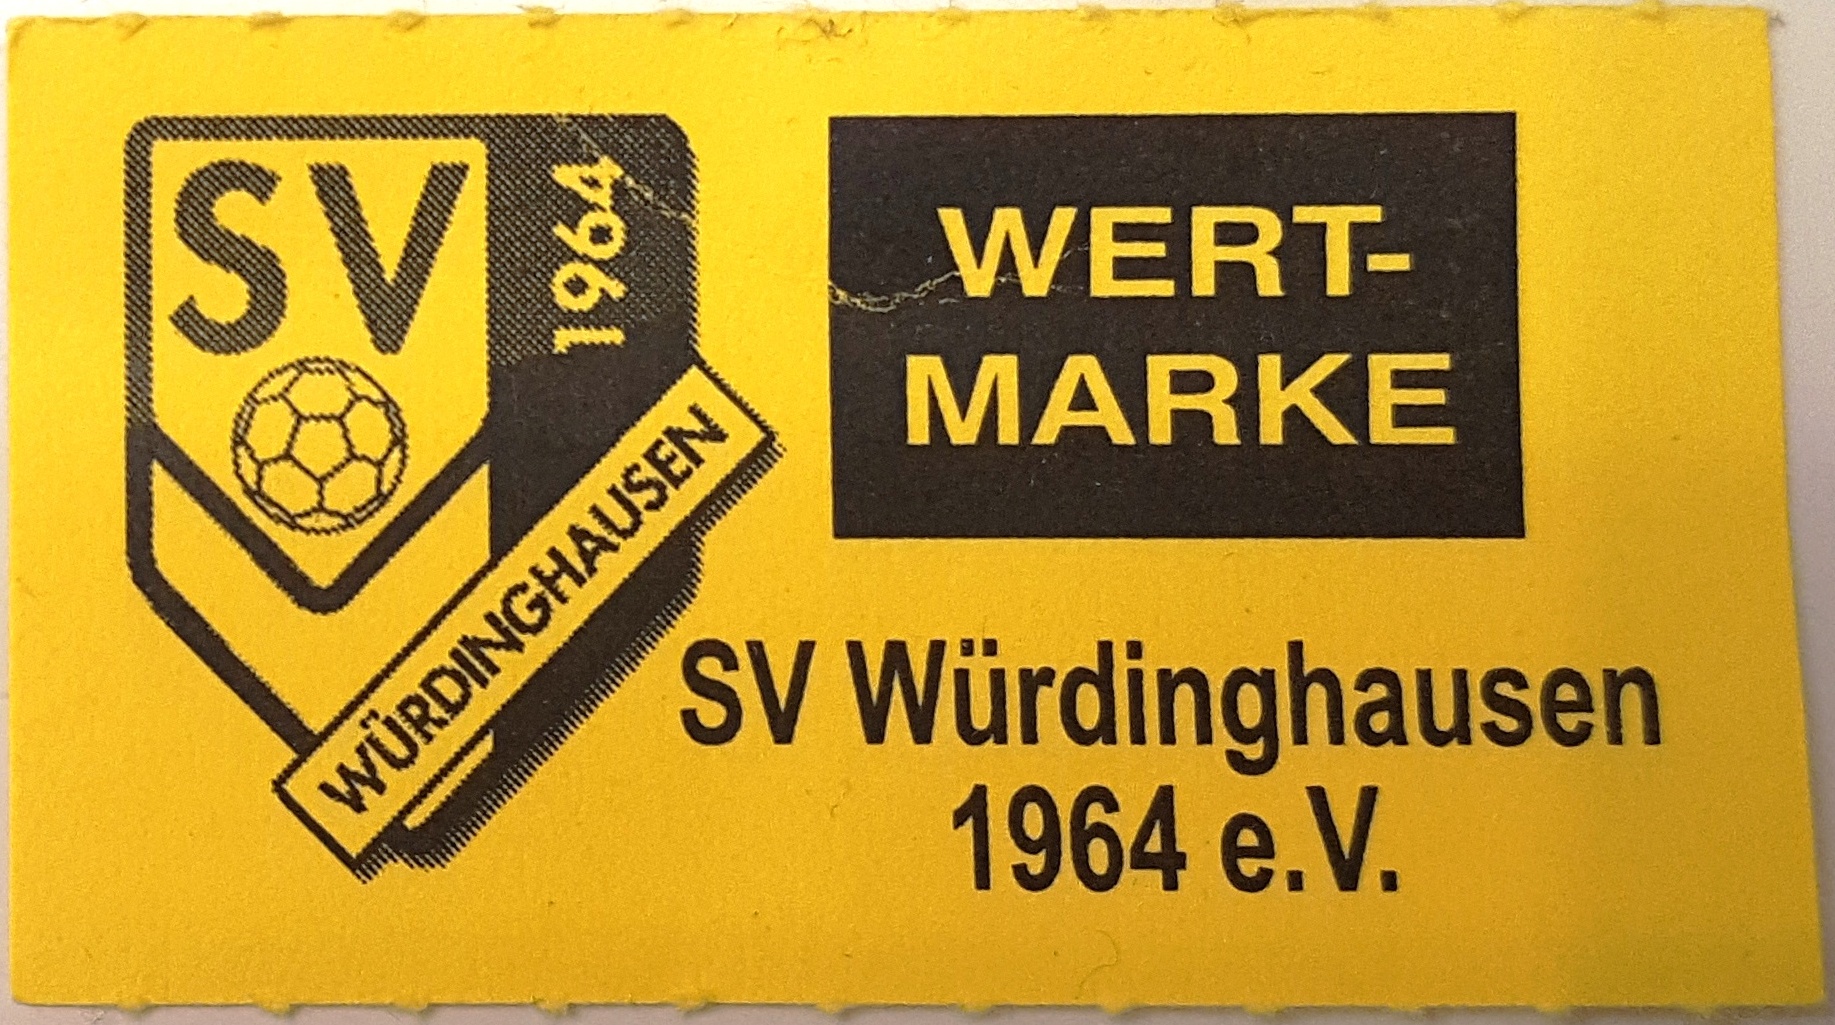 SV
1964
WÜRDINGHAUSEN
WERT-
MARKE
SV Würdinghausen
1964 e.V.